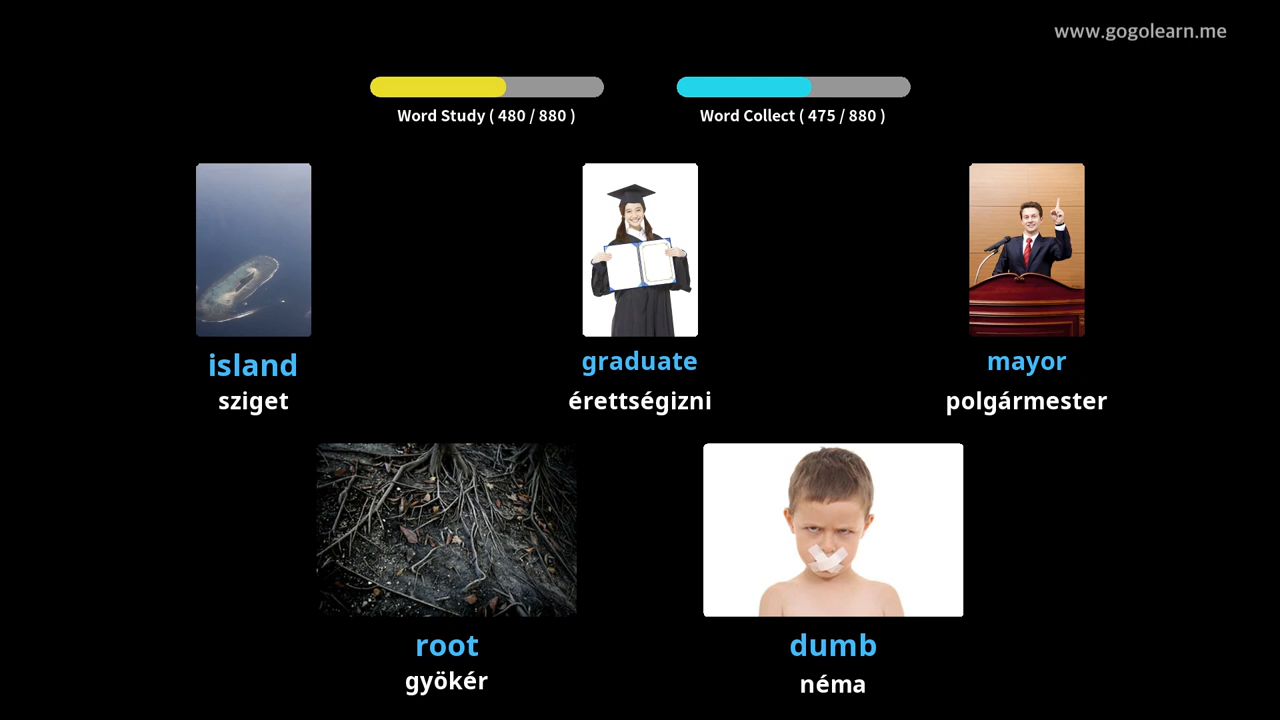 www.gogolearn.me
Word Study ( 480 / 880 )
Word Collect ( 475 / 880 )
island
sziget
graduate
érettségizni
mayor
polgármester
root
gyökér
dumb
néma